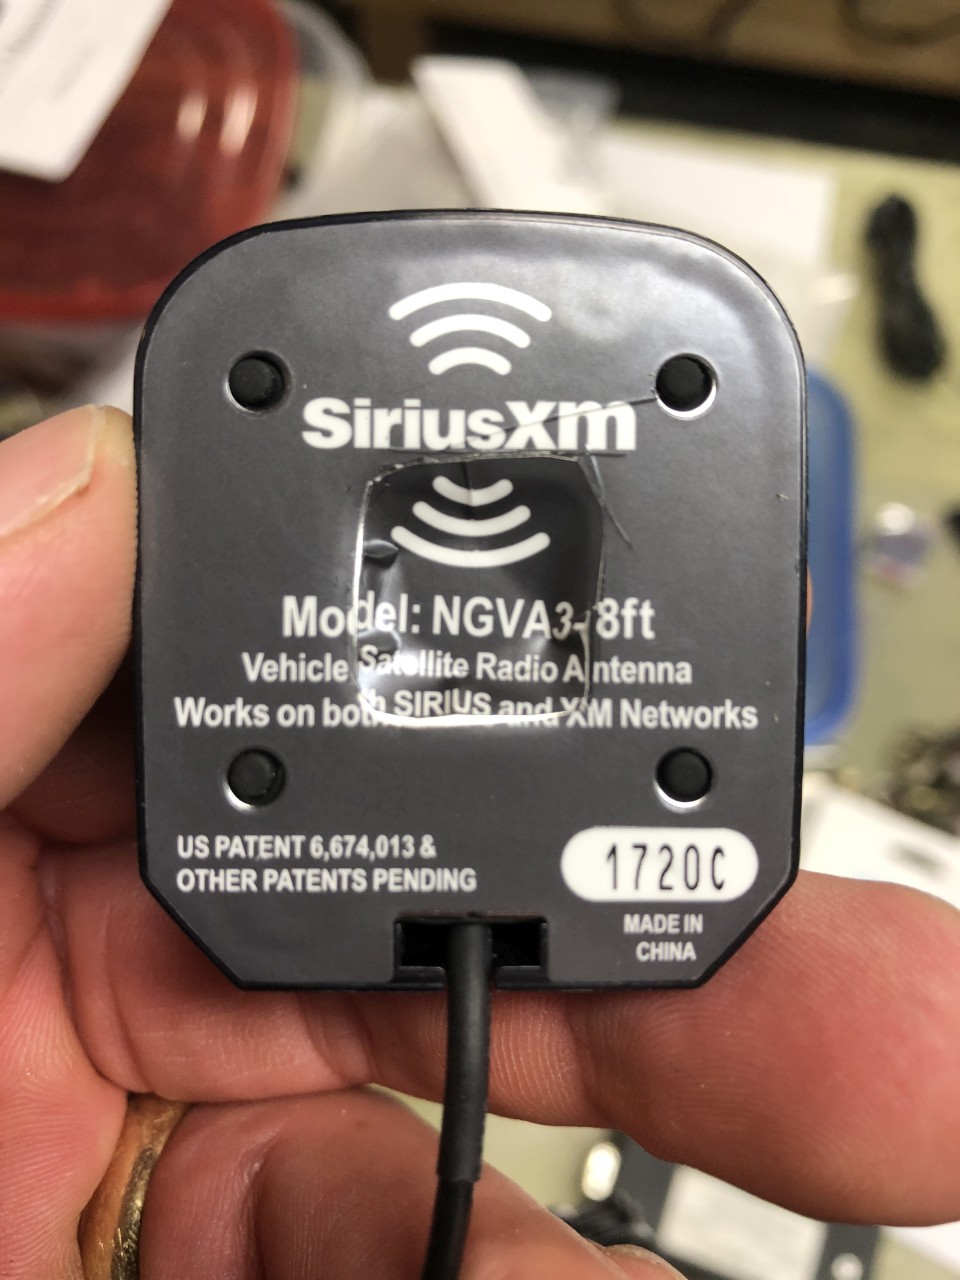 SiriusXM
Model: NGVA3-8ft
Vehicle Satellite Radio Antenna
Works on both SIRIUS and XM Networks
US PATENT 6,674,013 &
OTHER PATENTS PENDING
1720C
MADE IN
CHINA